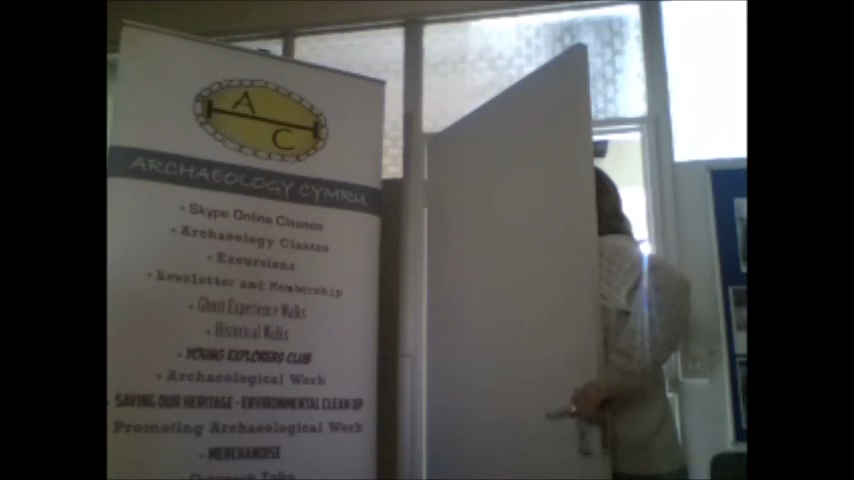 A
C
ARCHAEOLOGY CYMRU
• Skype Online Classes
• Archaeology Classes
• Excursions
• Newsletter and Membership
• Ghost Experience Walks
• Historical Walks
• YOUNG EXPLORERS CLUB
• Archaeological Work
• SAVING OUR HERITAGE - ENVIRONMENTAL CLEAN UP
Promoting Archaeological Work
• MERCHANDISE